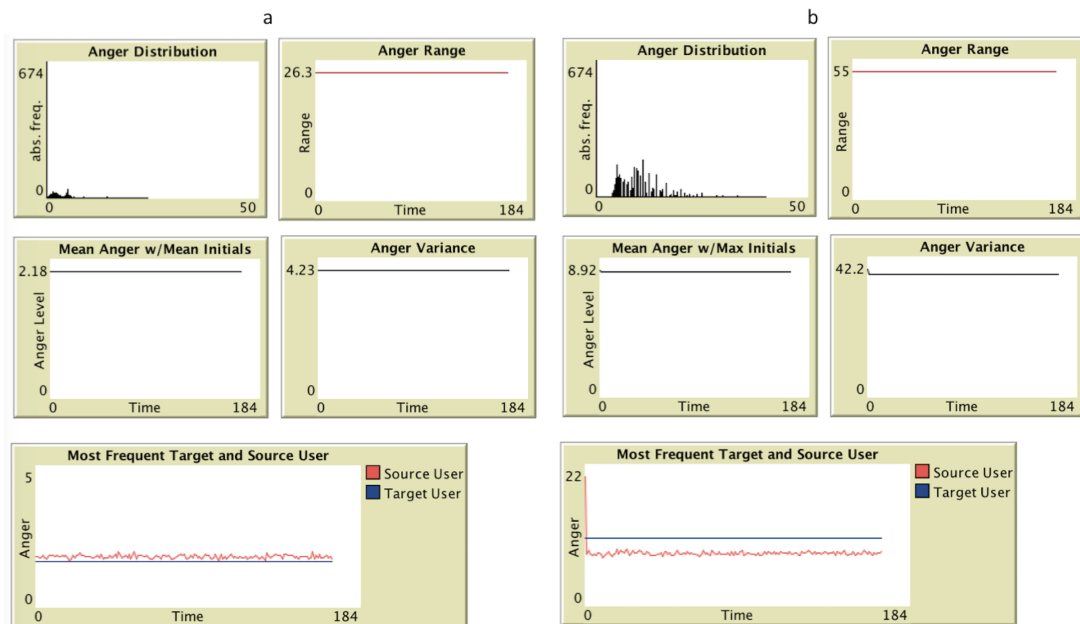 a
Anger Distribution
674
abs. freq.
0
0
50
Anger Range
26.3
Range
0
0
Time
184
Mean Anger w/Mean Initials
2.18
Anger Level
0
0
Time
184
Anger Variance
4.23
0
0
Time
184
Most Frequent Target and Source User
5
Anger
0
0
Time
184
Source User
Target User
b
Anger Distribution
674
abs. freq.
0
0
50
Anger Range
55
Range
0
0
Time
184
Mean Anger w/Max Initials
8.92
Anger Level
0
0
Time
184
Anger Variance
42.2
0
0
Time
184
Most Frequent Target and Source User
22
Anger
0
0
Time
184
Source User
Target User